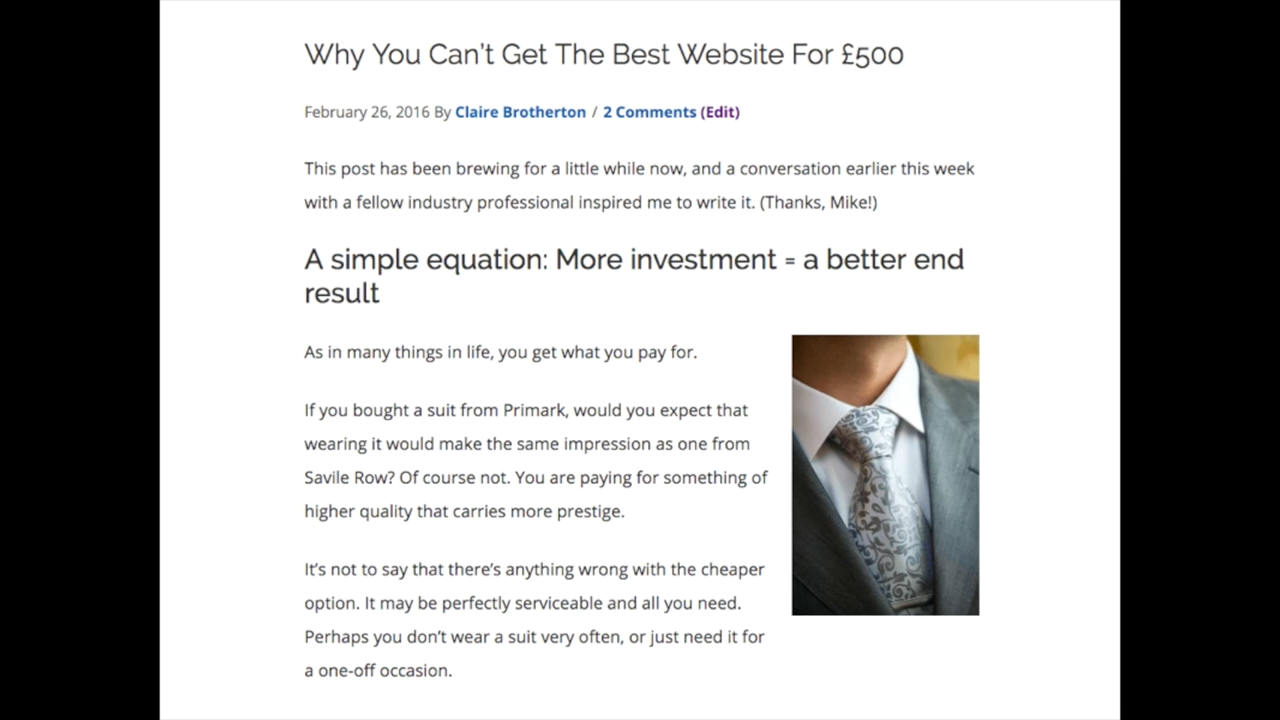 Why You Can’t Get The Best Website For £500
February 26, 2016 By Claire Brotherton / 2 Comments (Edit)
This post has been brewing for a little while now, and a conversation earlier this week
with a fellow industry professional inspired me to write it. (Thanks, Mike!)
A simple equation: More investment = a better end
result
As in many things in life, you get what you pay for.
If you bought a suit from Primark, would you expect that
wearing it would make the same impression as one from
Savile Row? Of course not. You are paying for something of
higher quality that carries more prestige.
It’s not to say that there’s anything wrong with the cheaper
option. It may be perfectly serviceable and all you need.
Perhaps you don’t wear a suit very often, or just need it for
a one-off occasion.